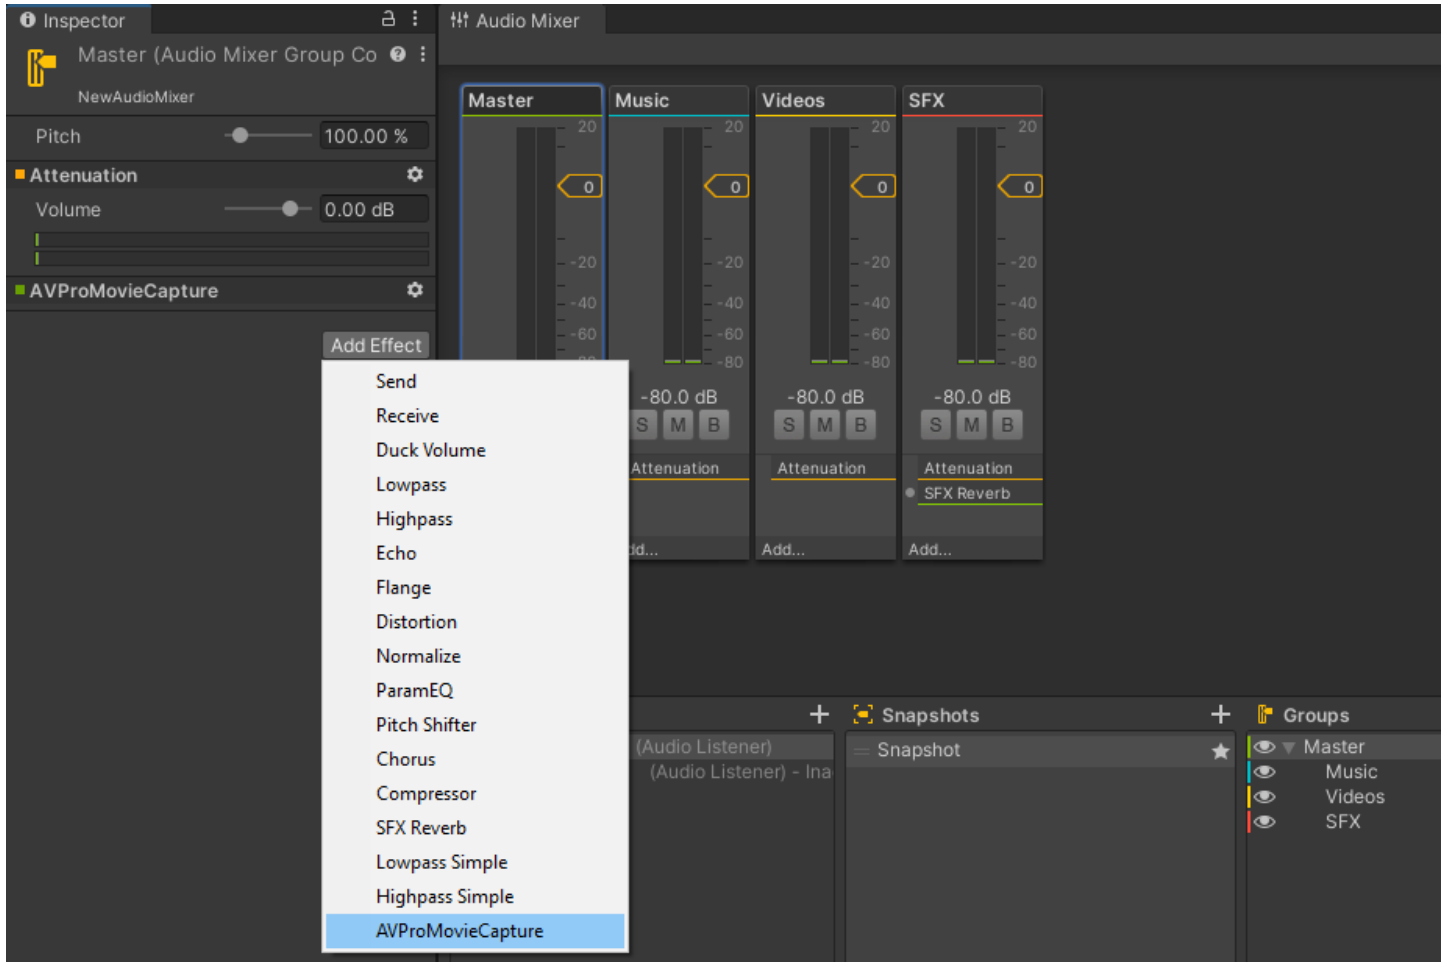 Inspector
Master (Audio Mixer Group Co
NewAudioMixer
Pitch 100.00 %
Attenuation
Volume 0.00 dB
AVProMovieCapture
Add Effect
Send
Receive
Duck Volume
Lowpass
Highpass
Echo
Flange
Distortion
Normalize
ParamEQ
Pitch Shifter
Chorus
Compressor
SFX Reverb
Lowpass Simple
Highpass Simple
AVProMovieCapture
Audio Mixer
Master Music Videos SFX
20 20 20 20
0 0 0 0
-20 -20 -20 -20
-40 -40 -40 -40
-60 -60 -60 -60
-80 -80 -80
-80.0 dB -80.0 dB -80.0 dB
S M B S M B S M B
Attenuation Attenuation Attenuation
SFX Reverb
Add... Add...
(Audio Listener)
(Audio Listener) - Ina
Snapshots
Snapshot
Groups
Master
Music
Videos
SFX